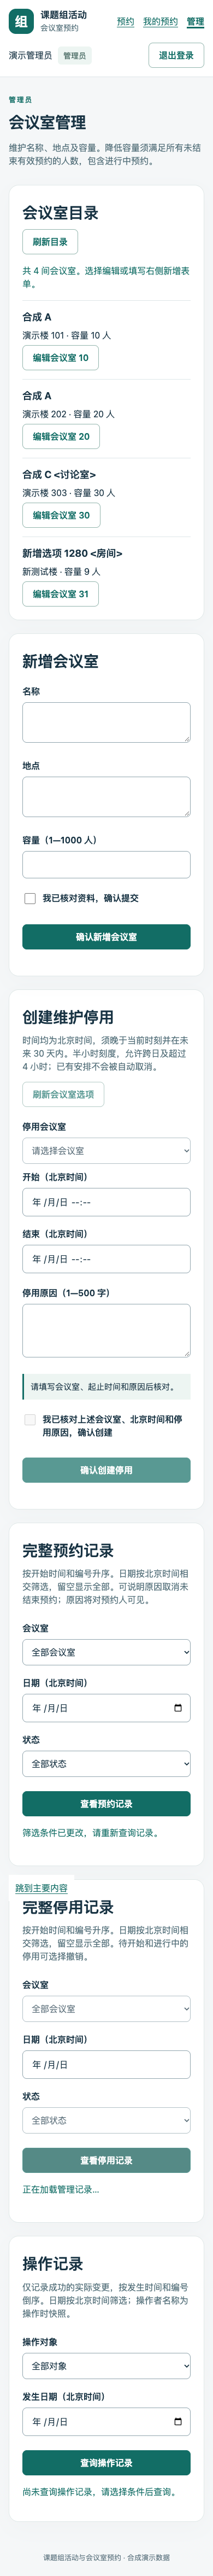 组
课题组活动
会议室预约
预约
我的预约
管理
演示管理员
管理员
退出登录
管理员
会议室管理
维护名称、地点及容量。降低容量须满足所有未结
束有效预约的人数，包含进行中预约。
会议室目录
刷新目录
共 4 间会议室。选择编辑或填写右侧新增表
单。
合成 A
演示楼 101 · 容量 10 人
编辑会议室 10
合成 A
演示楼 202 · 容量 20 人
编辑会议室 20
合成 C <讨论室>
演示楼 303 · 容量 30 人
编辑会议室 30
新增选项 1280 <房间>
新测试楼 · 容量 9 人
编辑会议室 31
新增会议室
名称
地点
容量（1—1000 人）
我已核对资料，确认提交
确认新增会议室
创建维护停用
时间均为北京时间，须晚于当前时刻并在未
来 30 天内。半小时刻度，允许跨日及超过
4 小时；已有安排不会被自动取消。
刷新会议室选项
停用会议室
请选择会议室
开始（北京时间）
年 /月/日 --:--
结束（北京时间）
年 /月/日 --:--
停用原因（1—500 字）
请填写会议室、起止时间和原因后核对。
我已核对上述会议室、北京时间和停
用原因，确认创建
确认创建停用
完整预约记录
按开始时间和编号升序。日期按北京时间相
交筛选，留空显示全部。可说明原因取消未
结束预约；原因将对预约人可见。
会议室
全部会议室
日期（北京时间）
年 /月/日
状态
全部状态
查看预约记录
筛选条件已更改，请重新查询记录。
跳到主要内容
完整停用记录
按开始时间和编号升序。日期按北京时间相
交筛选，留空显示全部。待开始和进行中的
停用可选择撤销。
会议室
全部会议室
日期（北京时间）
年 /月/日
状态
全部状态
查看停用记录
正在加载管理记录…
操作记录
仅记录成功的实际变更，按发生时间和编号
倒序。日期按北京时间筛选；操作者名称为
操作时快照。
操作对象
全部对象
发生日期（北京时间）
年 /月/日
查询操作记录
尚未查询操作记录，请选择条件后查询。
课题组活动与会议室预约 · 合成演示数据